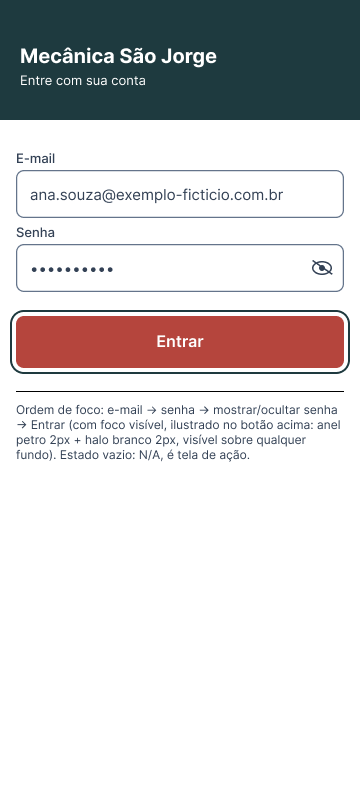 Mecânica São Jorge
Entre com sua conta
E-mail
ana.souza@exemplo-ficticio.com.br
Senha
••••••••••
Entrar
Ordem de foco: e-mail → senha → mostrar/ocultar senha
→ Entrar (com foco visível, ilustrado no botão acima: anel
petro 2px + halo branco 2px, visível sobre qualquer
fundo). Estado vazio: N/A, é tela de ação.